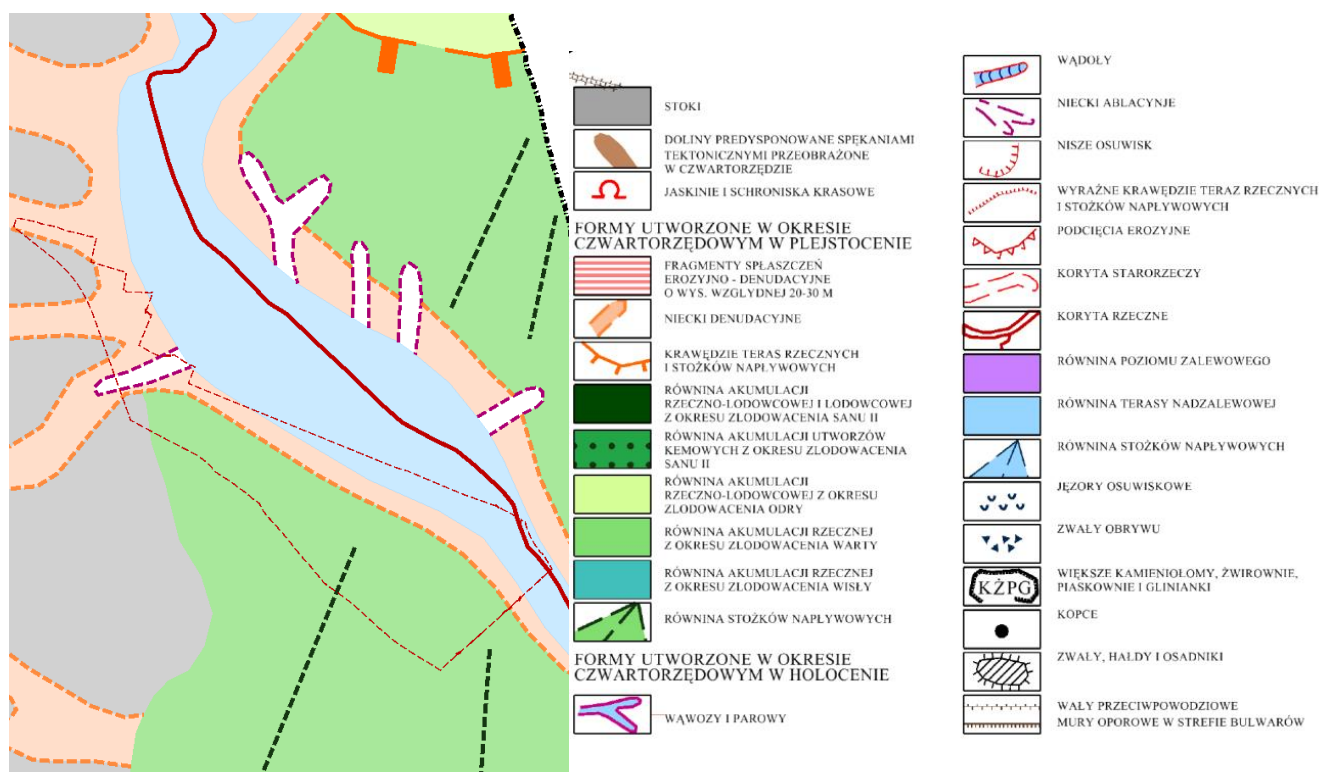 STOKI
DOLINY PREDYSPONOWANE SPĘKANIAMI
TEKTONICZNYMI PRZEOBRAŻONE
W CZWARTORZĘDZIE
JASKINIE I SCHRONISKA KRASOWE
FORMY UTWORZONE W OKRESIE
CZWARTORZĘDOWYM W PLEJSTOCENIE
FRAGMENTY SPŁASZCZEŃ
EROZYJNO - DENUDACYJNE
O WYS. WZGLYDNEJ 20-30 M
NIECKI DENUDACYJNE
KRAWĘDZIE TERAS RZECZNYCH
I STOŻKÓW NAPŁYWOWYCH
RÓWNINA AKUMULACJI
RZECZNO-LODOWCOWEJ I LODOWCOWEJ
Z OKRESU ZLODOWACENIA SANU II
RÓWNINA AKUMULACJI UTWORZÓW
KEMOWYCH Z OKRESU ZLODOWACENIA
SANU II
RÓWNINA AKUMULACJI
RZECZNO-LODOWCOWEJ Z OKRESU
ZLODOWACENIA ODRY
RÓWNINA AKUMULACJI RZECZNEJ
Z OKRESU ZLODOWACENIA WARTY
RÓWNINA AKUMULACJI RZECZNEJ
Z OKRESU ZLODOWACENIA WISŁY
RÓWNINA STOŻKÓW NAPŁYWOWYCH
FORMY UTWORZONE W OKRESIE
CZWARTORZĘDOWYM W HOLOCENIE
WĄWOZY I PAROWY
WĄDOŁY
NIECKI ABLACYNJE
NISZE OSUWISK
WYRAŹNE KRAWĘDZIE TERAZ RZECZNYCH
I STOŻKÓW NAPŁYWOWYCH
PODCIĘCIA EROZYJNE
KORYTA STARORZECZY
KORYTA RZECZNE
RÓWNINA POZIOMU ZALEWOWEGO
RÓWNINA TERASY NADZALEWOWEJ
RÓWNINA STOŻKÓW NAPŁYWOWYCH
JĘZORY OSUWISKOWE
ZWAŁY OBRYWU
KŻPG
WIĘKSZE KAMIENIOŁOMY, ŻWIROWNIE,
PIASKOWNIE I GLINIANKI
KOPCE
ZWAŁY, HAŁDY I OSADNIKI
WAŁY PRZECIWPOWODZIOWE
MURY OPOROWE W STREFIE BULWARÓW